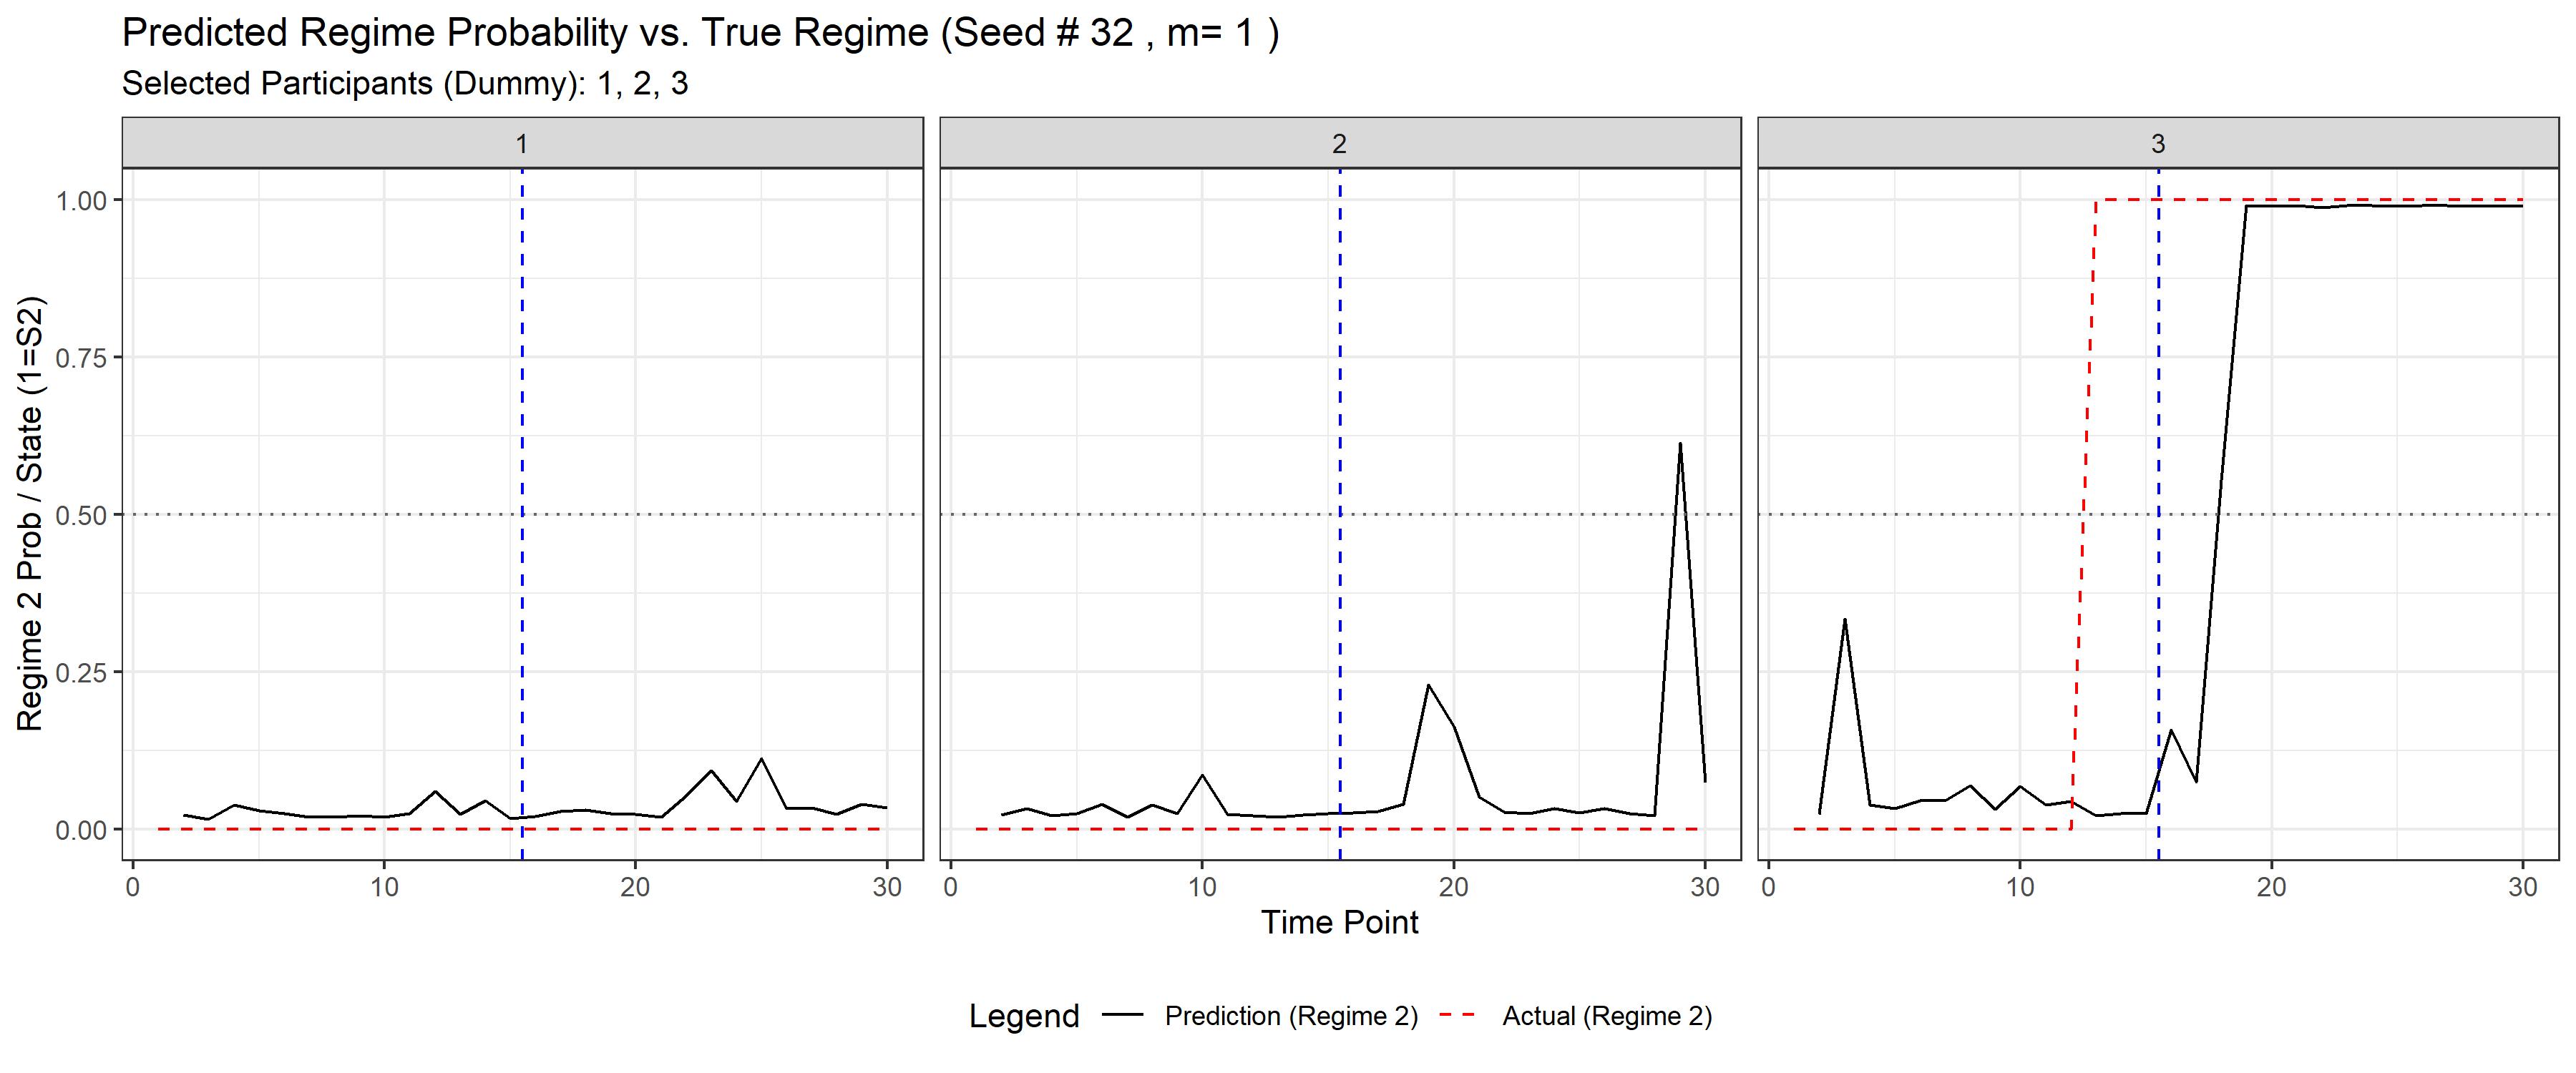 Predicted Regime Probability vs. True Regime (Seed # 32 , m= 1 )
Selected Participants (Dummy): 1, 2, 3
1
2
3
Regime 2 Prob / State (1=S2)
1.00
0.75
0.50
0.25
0.00
0 10 20 30
0 10 20 30
0 10 20 30
Time Point
Legend Prediction (Regime 2) Actual (Regime 2)